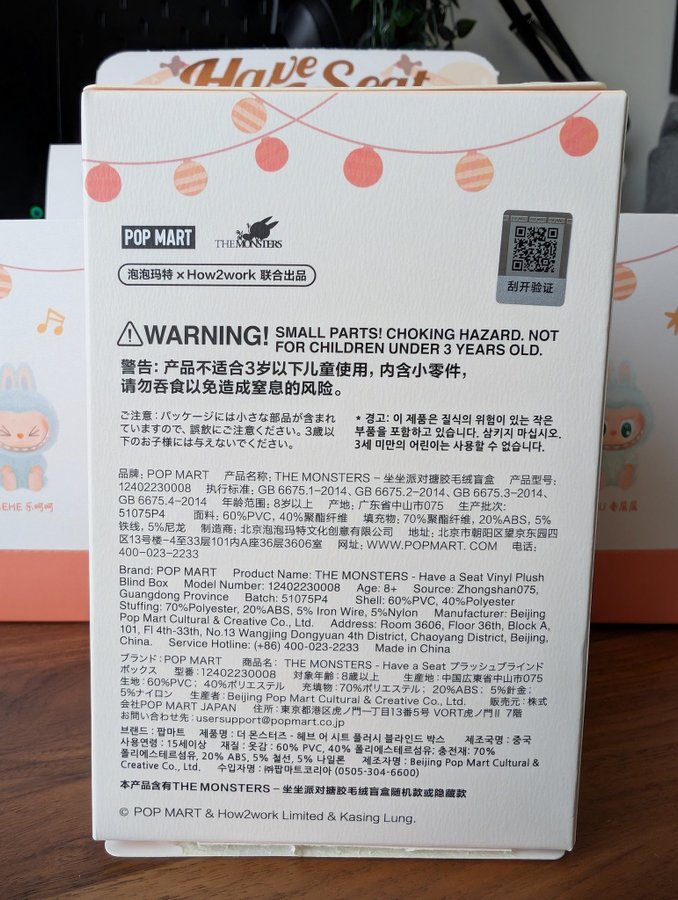 Have a Seat
POP MART
THE MONSTERS
泡泡玛特 × How2work 联合出品
刮开验证
WARNING! SMALL PARTS! CHOKING HAZARD. NOT
FOR CHILDREN UNDER 3 YEARS OLD.
警告: 产品不适合3岁以下儿童使用, 内含小零件,
请勿吞食以免造成窒息的风险。
ご注意: パッケージには小さな部品が含まれ
ていますので、誤飲にご注意ください。3歳以
下のお子様には与えないでください。
* 경고: 이 제품은 질식의 위험이 있는 작은
부품을 포함하고 있습니다. 삼키지 마십시오.
3세 미만의 어린이는 사용할 수 없습니다.
品牌: POP MART 产品名称: THE MONSTERS – 坐坐派对搪胶毛绒盲盒 产品型号:
12402230008 执行标准: GB 6675.1–2014、GB 6675.2–2014、GB 6675.3–2014、
GB 6675.4–2014 年龄范围: 8岁以上 产地: 广东省中山市075 生产批次:
51075P4 面料: 60%PVC, 40%聚酯纤维 填充物: 70%聚酯纤维, 20%ABS, 5%
铁线, 5%尼龙 制造商: 北京泡泡玛特文化创意有限公司 地址: 北京市朝阳区望京东园四
区13号楼-4至33层101内A座36层3606室 网址: WWW.POPMART.COM 电话:
400-023-2233
Brand: POP MART Product Name: THE MONSTERS - Have a Seat Vinyl Plush
Blind Box Model Number: 12402230008 Age: 8+ Source: Zhongshan075,
Guangdong Province Batch: 51075P4 Shell: 60%PVC, 40%Polyester
Stuffing: 70%Polyester, 20%ABS, 5% Iron Wire, 5%Nylon Manufacturer: Beijing
Pop Mart Cultural & Creative Co., Ltd. Address: Room 3606, Floor 36th, Block A,
101, Fl 4th-33th, No.13 Wangjing Dongyuan 4th District, Chaoyang District, Beijing,
China. Service Hotline: (+86) 400-023-2233 Made in China
ブランド: POP MART 商品名: THE MONSTERS - Have a Seat プラッシュブラインド
ボックス 型番: 12402230008 対象年齢: 8歳以上 生産地: 中国広東省中山市075
生地: 60%PVC; 40%ポリエステル 充填物: 70%ポリエステル; 20%ABS; 5%針金;
5%ナイロン 生産者: Beijing Pop Mart Cultural & Creative Co., Ltd. 販売元: 株式
会社POP MART JAPAN 住所: 東京都港区虎ノ門一丁目13番5号 VORT虎ノ門II 7階
お問い合わせ先: usersupport@popmart.co.jp
브랜드 : 팝마트 제품명 : 더 몬스터즈 - 헤브 어 시트 플러시 블라인드 박스 제조국명 : 중국
사용연령 : 15세이상 재질 : 겉감 : 60% PVC, 40% 폴리에스테르섬유: 충전재: 70%
폴리에스테르섬유, 20% ABS, 5% 철선, 5% 나일론 제조자명 : Beijing Pop Mart Cultural &
Creative Co., Ltd. 수입자명 : ㈜팝마트코리아 (0505-304-6600)
本产品含有THE MONSTERS – 坐坐派对搪胶毛绒盲盒随机款或隐藏款
© POP MART & How2work Limited & Kasing Lung.